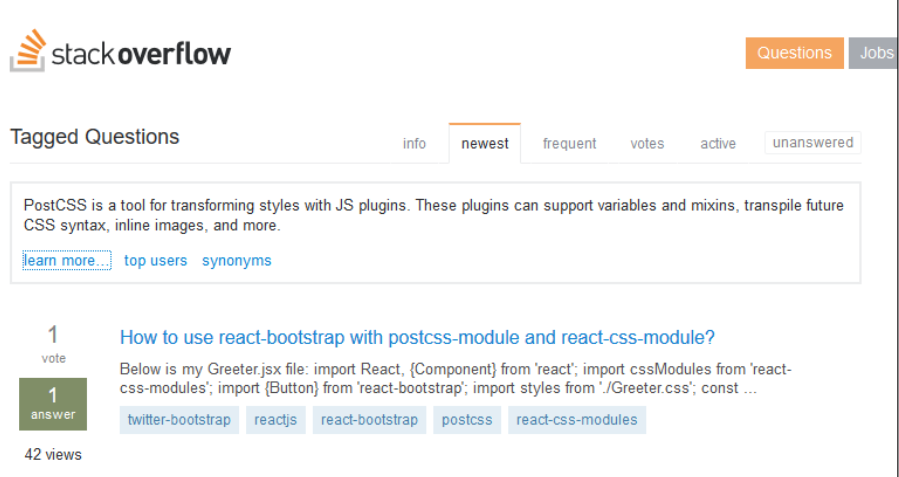 stackoverflow
Questions
Jobs
Tagged Questions
info
newest
frequent
votes
active
unanswered
PostCSS is a tool for transforming styles with JS plugins. These plugins can support variables and mixins, transpile future
CSS syntax, inline images, and more.
learn more... top users synonyms
1
vote
1
answer
42 views
How to use react-bootstrap with postcss-module and react-css-module?
Below is my Greeter.jsx file: import React, {Component} from 'react'; import cssModules from 'react-
css-modules'; import {Button} from 'react-bootstrap'; import styles from './Greeter.css'; const ...
twitter-bootstrap reactjs react-bootstrap postcss react-css-modules